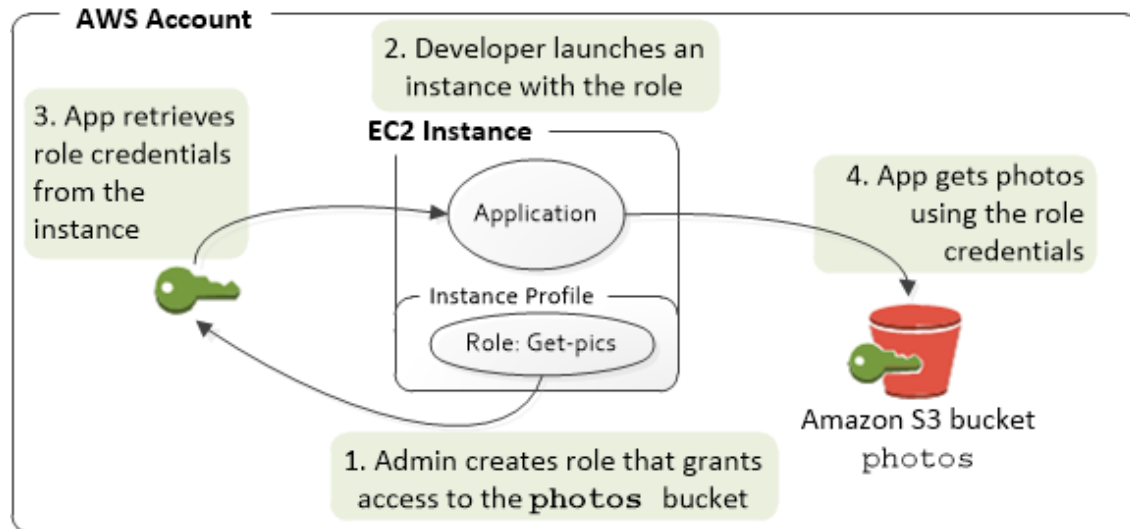 AWS Account
2. Developer launches an
instance with the role
3. App retrieves
role credentials
from the
instance
EC2 Instance
Application
4. App gets photos
using the role
credentials
Instance Profile
Role: Get-pics
Amazon S3 bucket
photos
1. Admin creates role that grants
access to the photos bucket